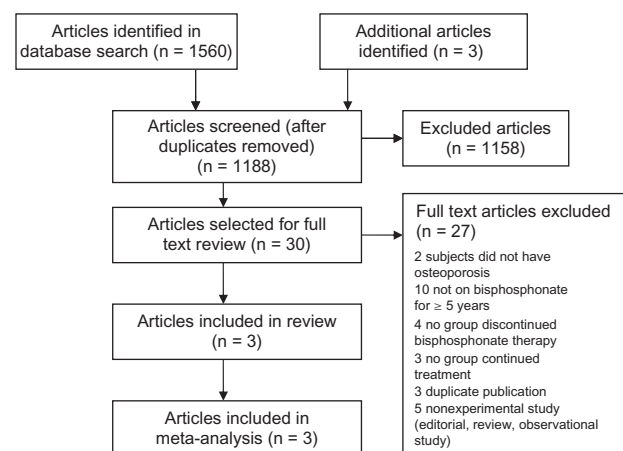 Articles identified in
database search (n = 1560)
Additional articles
identified (n = 3)
Articles screened (after
duplicates removed)
(n = 1188)
Excluded articles
(n = 1158)
Articles selected for full
text review (n = 30)
Full text articles excluded
(n = 27)
2 subjects did not have
osteoporosis
10 not on bisphosphonate
for ≥ 5 years
4 no group discontinued
bisphosphonate therapy
3 no group continued
treatment
3 duplicate publication
5 nonexperimental study
(editorial, review, observational
study)
Articles included in review
(n = 3)
Articles included in
meta-analysis (n = 3)